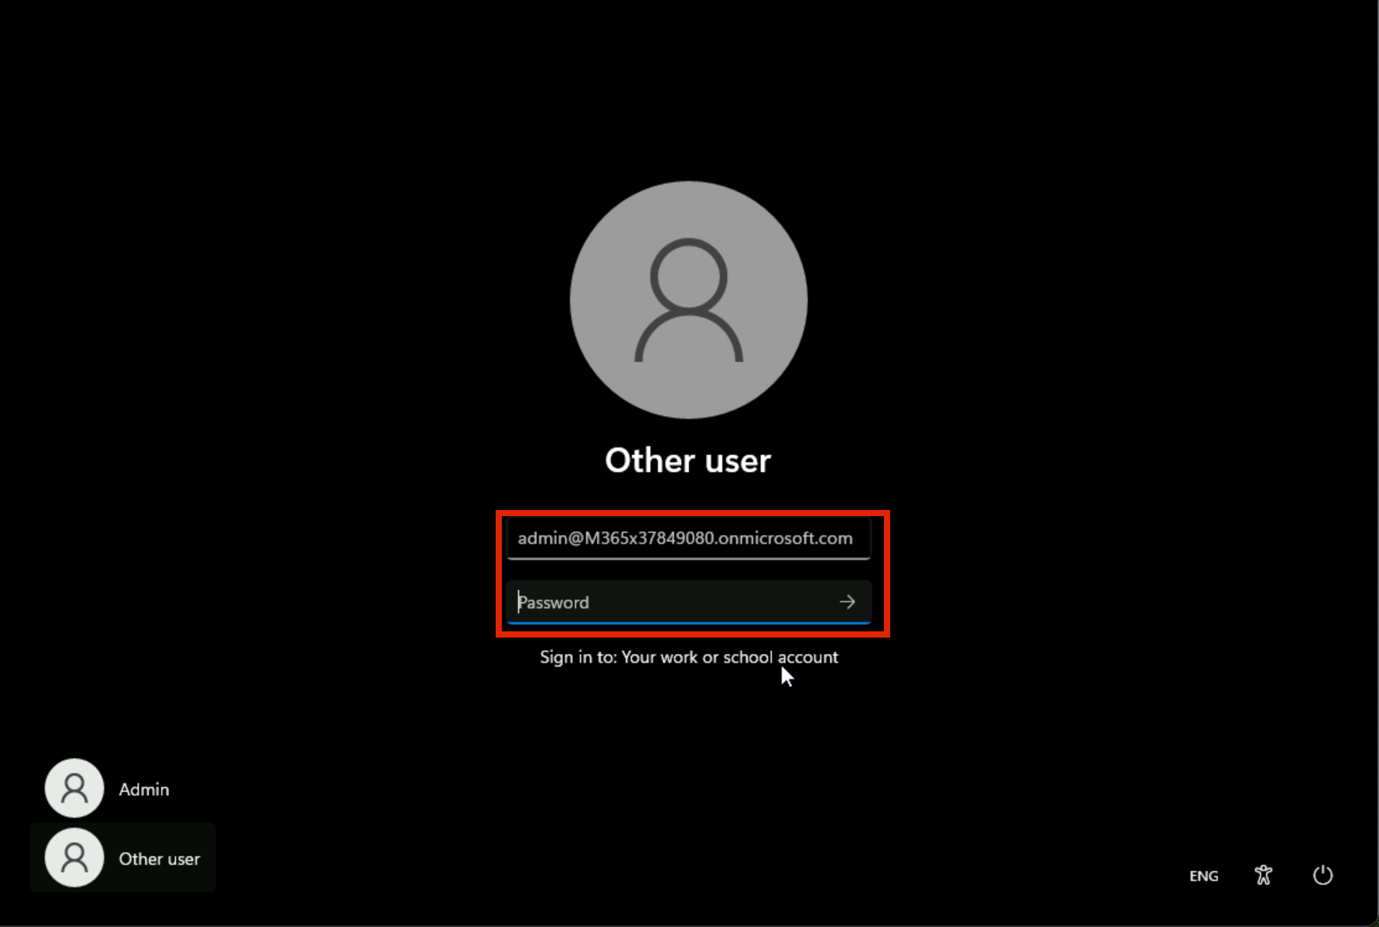 Other user
admin@M365x37849080.onmicrosoft.com
Password
Sign in to: Your work or school account
Admin
Other user
ENG